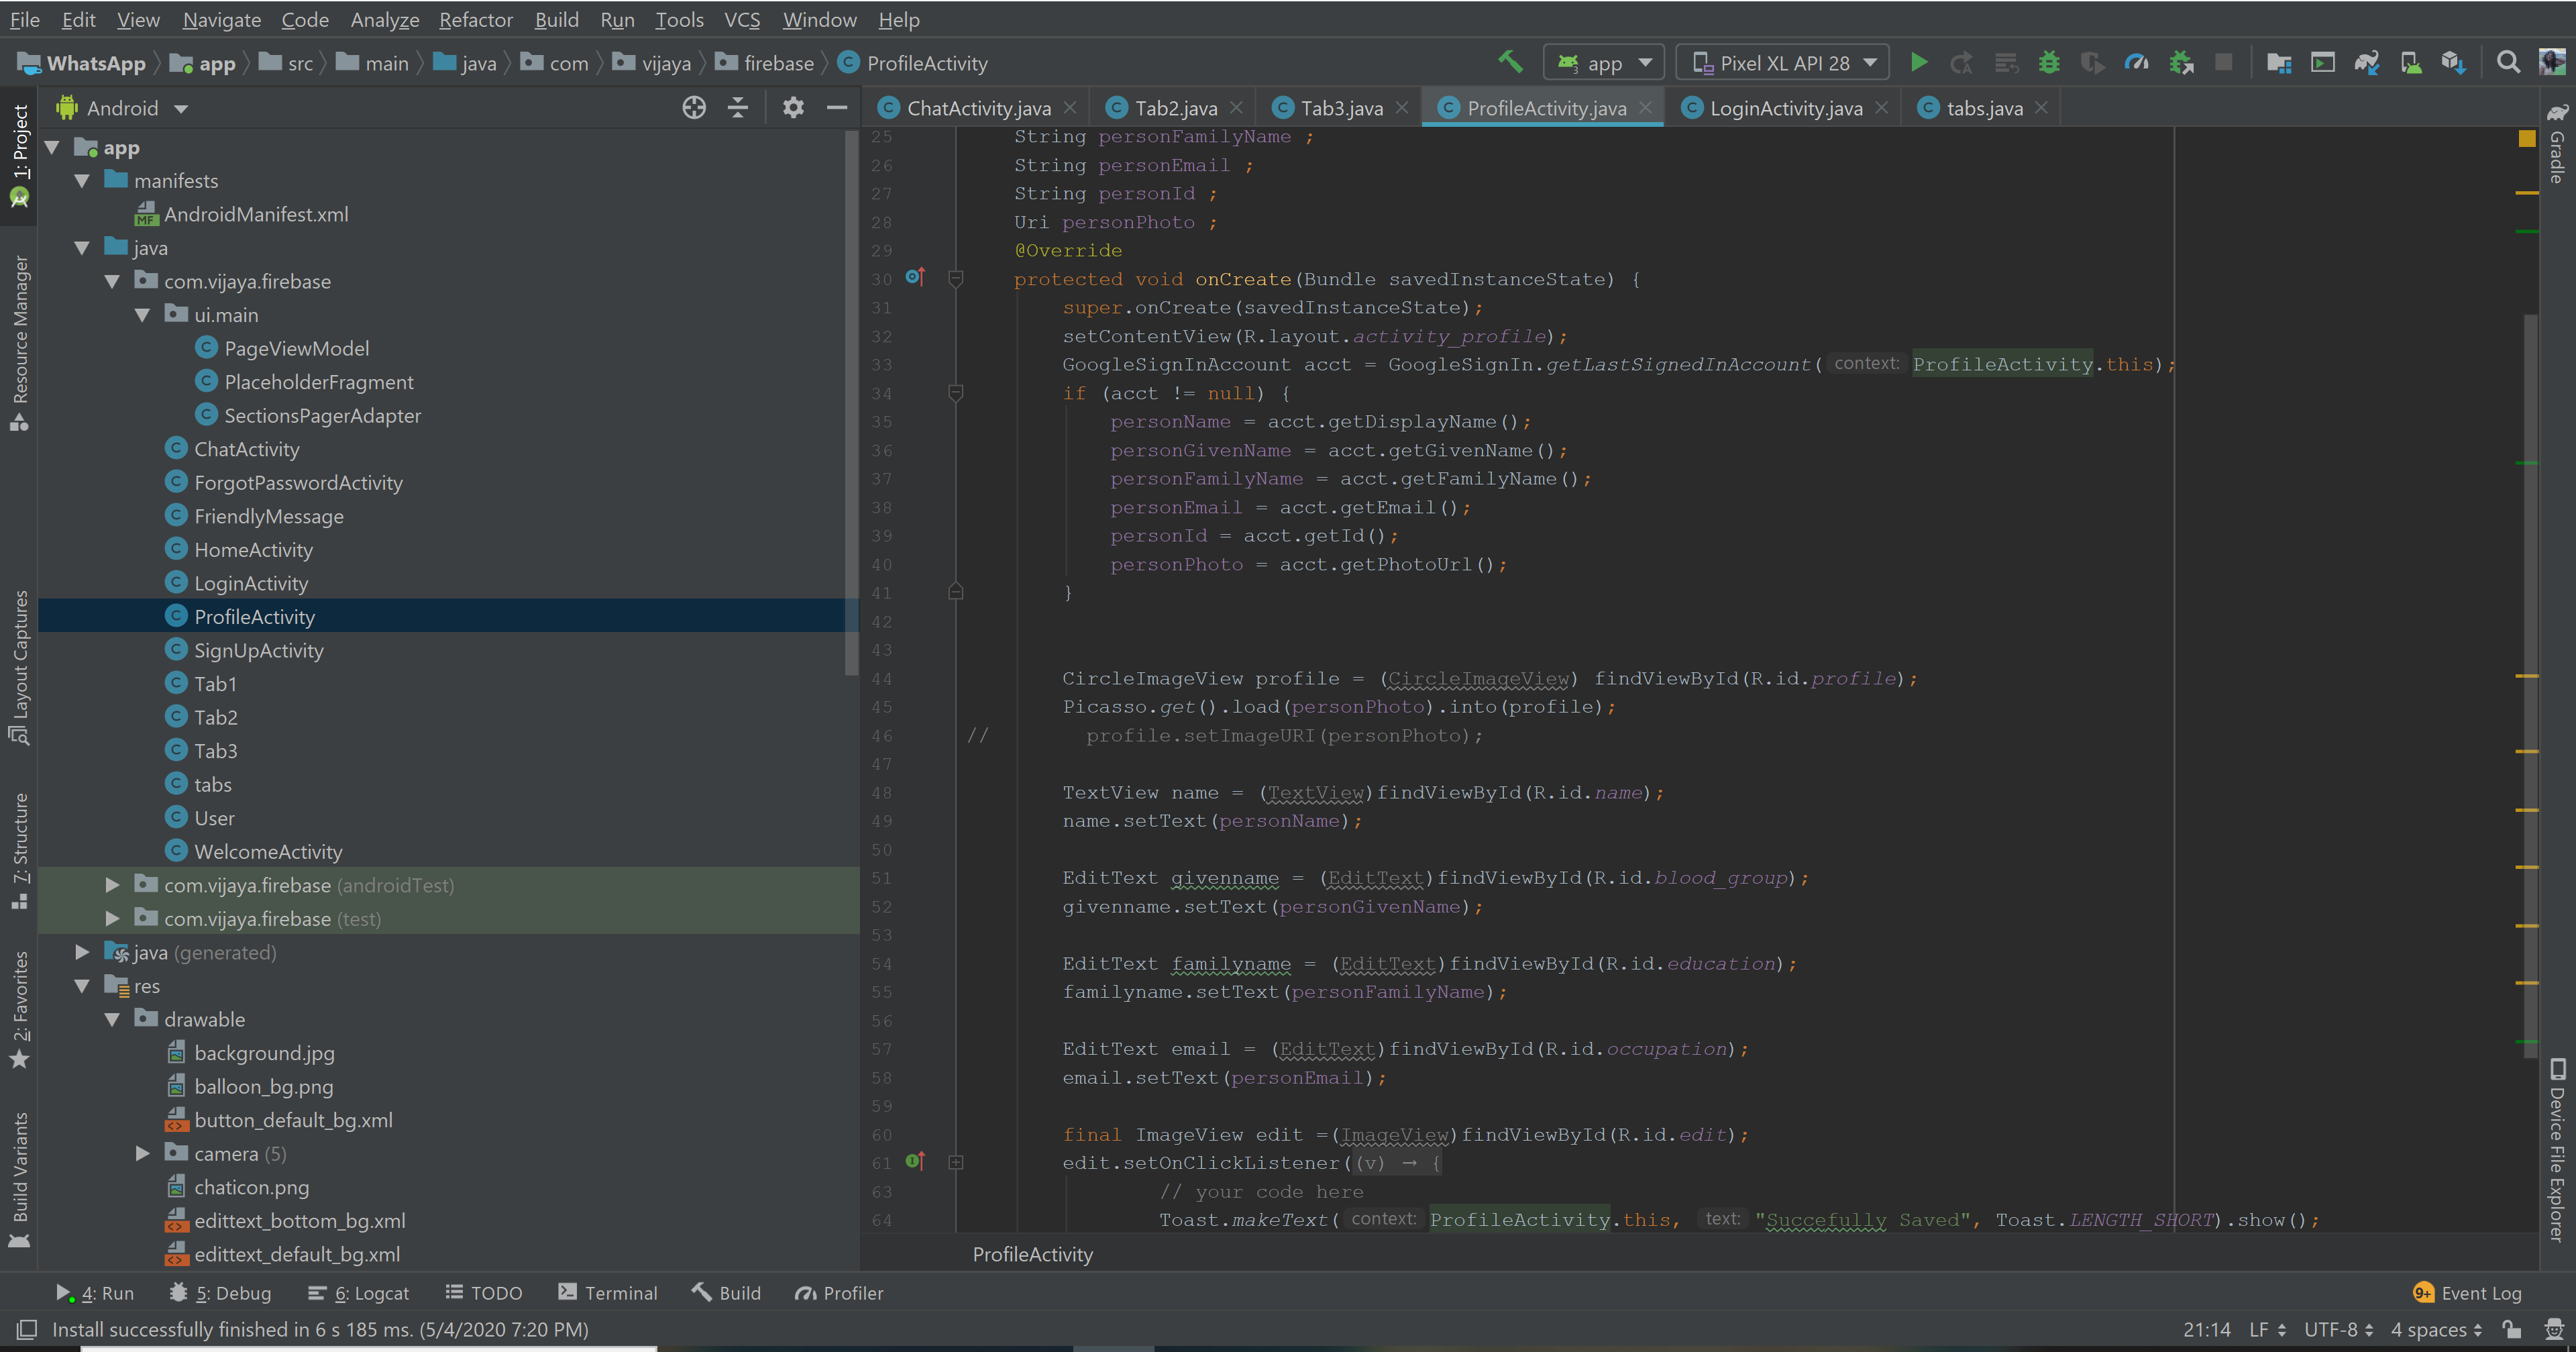 File Edit View Navigate Code Analyze Refactor Build Run Tools VCS Window Help
WhatsApp app src main java com vijaya firebase ProfileActivity app Pixel XL API 28
Android
ChatActivity.java Tab2.java Tab3.java ProfileActivity.java LoginActivity.java tabs.java
1: Project
Resource Manager
Layout Captures
7: Structure
2: Favorites
Build Variants
app
manifests
AndroidManifest.xml
java
com.vijaya.firebase
ui.main
PageViewModel
PlaceholderFragment
SectionsPagerAdapter
ChatActivity
ForgotPasswordActivity
FriendlyMessage
HomeActivity
LoginActivity
ProfileActivity
SignUpActivity
Tab1
Tab2
Tab3
tabs
User
WelcomeActivity
com.vijaya.firebase (androidTest)
com.vijaya.firebase (test)
java (generated)
res
drawable
background.jpg
balloon_bg.png
button_default_bg.xml
camera (5)
chaticon.png
edittext_bottom_bg.xml
edittext_default_bg.xml
25 String personFamilyName ;
26 String personEmail ;
27 String personId ;
28 Uri personPhoto ;
29 @Override
30 protected void onCreate(Bundle savedInstanceState) {
31 super.onCreate(savedInstanceState);
32 setContentView(R.layout.activity_profile);
33 GoogleSignInAccount acct = GoogleSignIn.getLastSignedInAccount( context: ProfileActivity.this);
34 if (acct != null) {
35 personName = acct.getDisplayName();
36 personGivenName = acct.getGivenName();
37 personFamilyName = acct.getFamilyName();
38 personEmail = acct.getEmail();
39 personId = acct.getId();
40 personPhoto = acct.getPhotoUrl();
41 }
42
43
44 CircleImageView profile = (CircleImageView) findViewById(R.id.profile);
45 Picasso.get().load(personPhoto).into(profile);
46 // profile.setImageURI(personPhoto);
47
48 TextView name = (TextView)findViewById(R.id.name);
49 name.setText(personName);
50
51 EditText givenname = (EditText)findViewById(R.id.blood_group);
52 givenname.setText(personGivenName);
53
54 EditText familyname = (EditText)findViewById(R.id.education);
55 familyname.setText(personFamilyName);
56
57 EditText email = (EditText)findViewById(R.id.occupation);
58 email.setText(personEmail);
59
60 final ImageView edit =(ImageView)findViewById(R.id.edit);
61 edit.setOnClickListener((v) → {
63 // your code here
64 Toast.makeText( context: ProfileActivity.this, text: "Succefully Saved", Toast.LENGTH_SHORT).show();
ProfileActivity
Gradle
Device File Explorer
4: Run 5: Debug 6: Logcat TODO Terminal Build Profiler 9+ Event Log
Install successfully finished in 6 s 185 ms. (5/4/2020 7:20 PM) 21:14 LF UTF-8 4 spaces